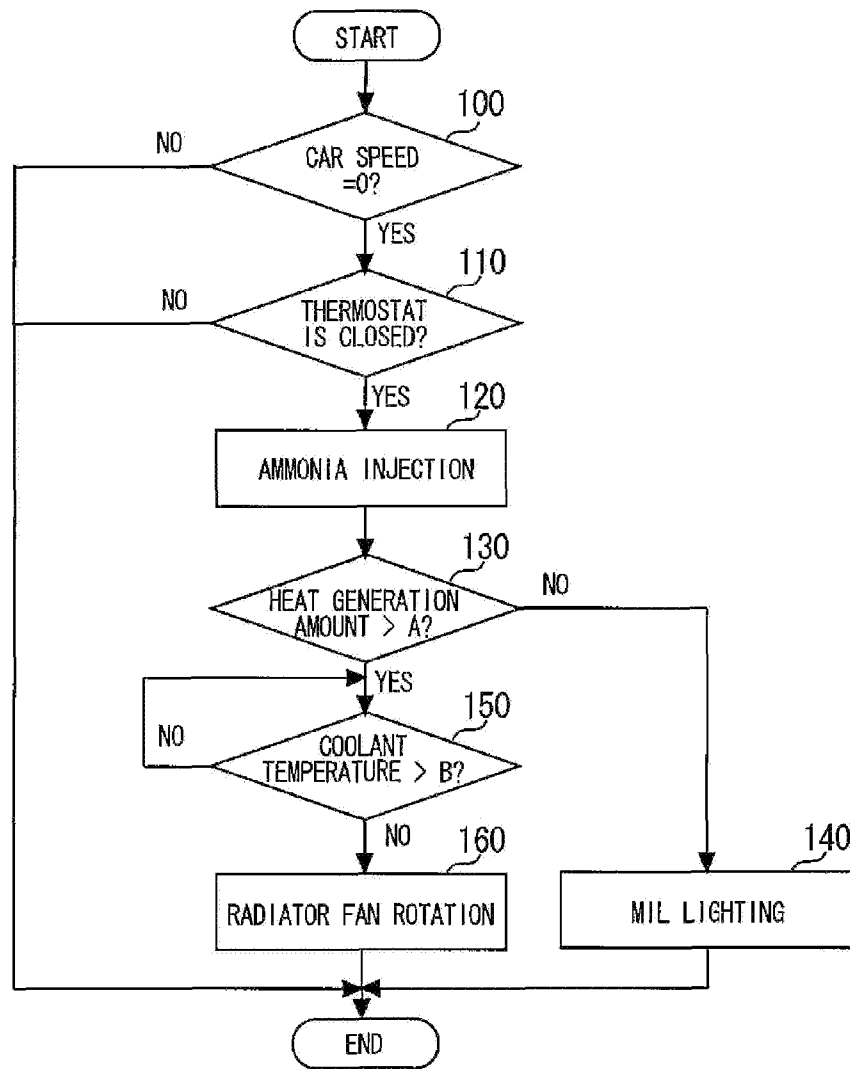 START
100
NO
CAR SPEED
=0?
YES
110
NO
THERMOSTAT
IS CLOSED?
YES
120
AMMONIA INJECTION
130
NO
HEAT GENERATION
AMOUNT > A?
YES
150
NO
COOLANT
TEMPERATURE > B?
NO
160
140
RADIATOR FAN ROTATION
MIL LIGHTING
END